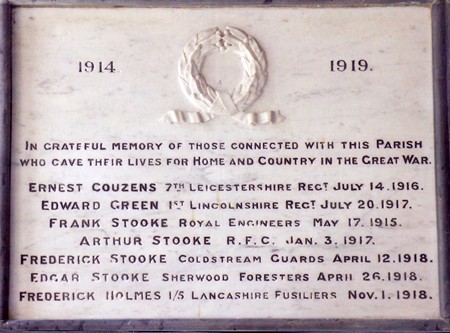 1914 1919.
IN GRATEFUL MEMORY OF THOSE CONNECTED WITH THIS PARISH
WHO GAVE THEIR LIVES FOR HOME AND COUNTRY IN THE GREAT WAR.
ERNEST COUZENS 7TH LEICESTERSHIRE REGT JULY 14.1916.
EDWARD GREEN 1ST LINCOLNSHIRE REGT JULY 20.1917.
FRANK STOOKE ROYAL ENGINEERS MAY 17.1915.
ARTHUR STOOKE R.F.C. JAN. 3.1917.
FREDERICK STOOKE COLDSTREAM GUARDS APRIL 12.1918.
EDGAR STOOKE SHERWOOD FORESTERS APRIL 26.1918.
FREDERICK HOLMES 1/5 LANCASHIRE FUSILIERS NOV. 1.1918.